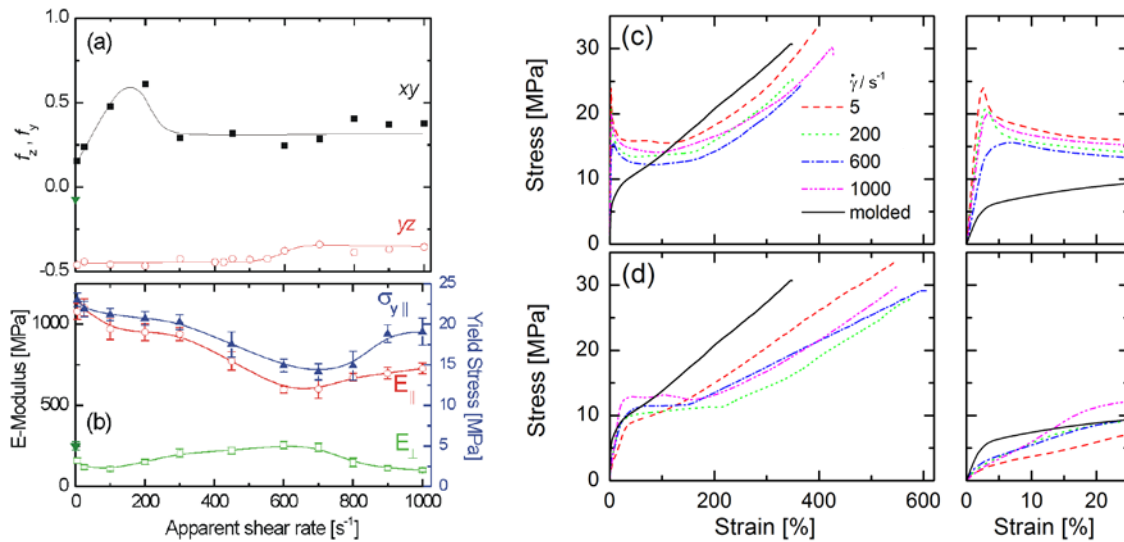 (a)
1.0
0.5
0.0
-0.5
f_z , f_y
xy
yz
(b)
1000
500
0
E-Modulus [MPa]
σ_y∥
E_∥
E_⊥
25
20
15
10
5
0
Yield Stress [MPa]
0 200 400 600 800 1000
Apparent shear rate [s⁻¹]
(c)
30
20
10
0
Stress [MPa]
γ̇ / s⁻¹
5
200
600
1000
molded
(d)
30
20
10
0
Stress [MPa]
0 200 400 600
Strain [%]
0 10 20
Strain [%]